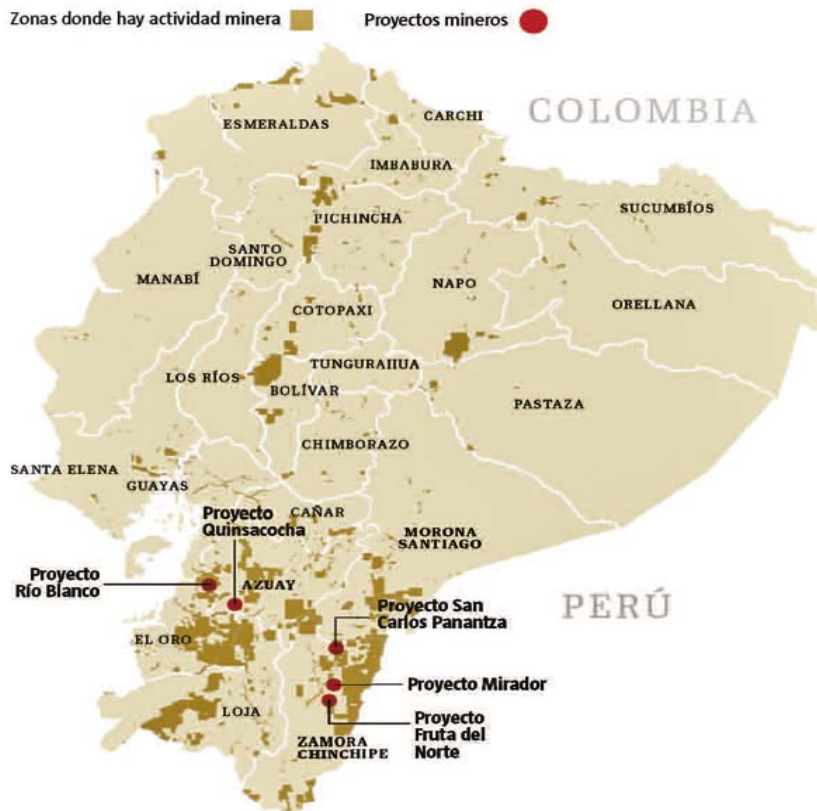 Zonas donde hay actividad minera
Proyectos mineros
COLOMBIA
ESMERALDAS
CARCHI
IMBABURA
SUCUMBÍOS
PICHINCHA
SANTO
DOMINGO
MANABÍ
NAPO
ORELLANA
COTOPAXI
TUNGURAHUA
LOS RÍOS
BOLÍVAR
PASTAZA
CHIMBORAZO
SANTA ELENA
GUAYAS
CAÑAR
Proyecto
Quinsacocha
MORONA
SANTIAGO
Proyecto
Río Blanco
AZUAY
PERÚ
Proyecto San
Carlos Panantza
EL ORO
Proyecto Mirador
LOJA
Proyecto
Fruta del
Norte
ZAMORA
CHINCHIPE